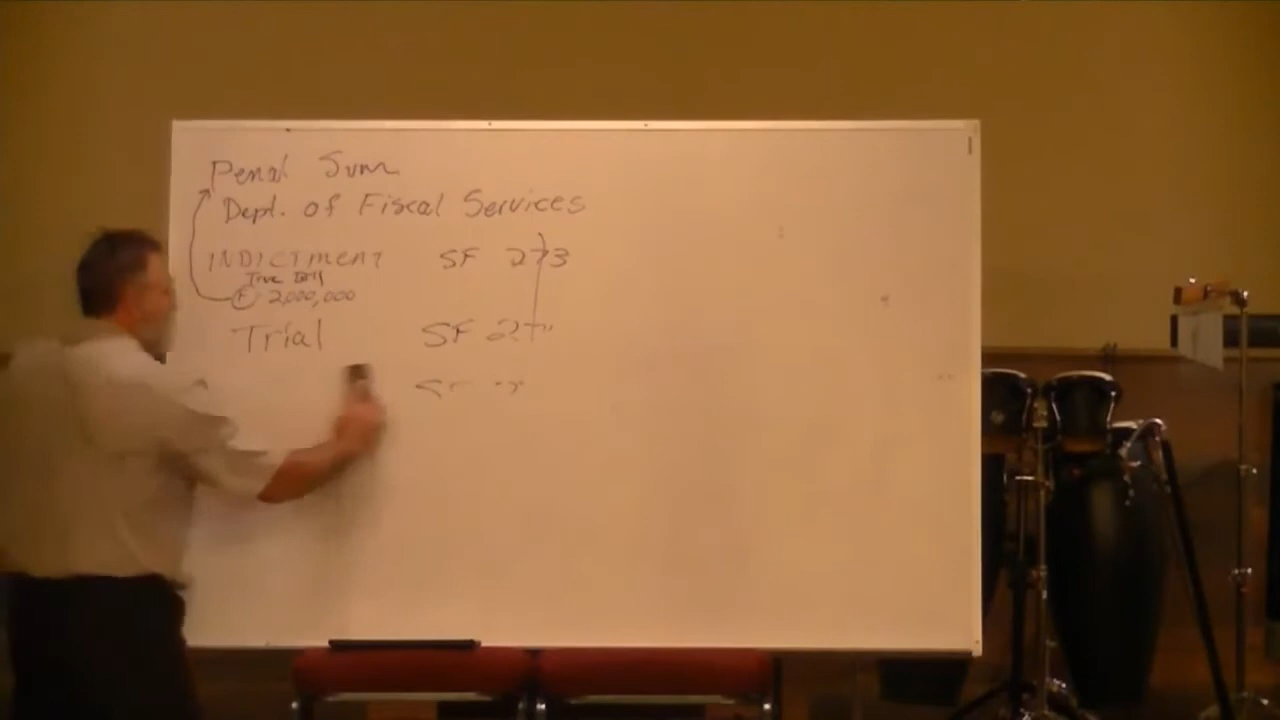 Penal Sum
Dept. of Fiscal Services
INDICTMENT SF 273
True Bill
F 2,000,000
Trial SF 27